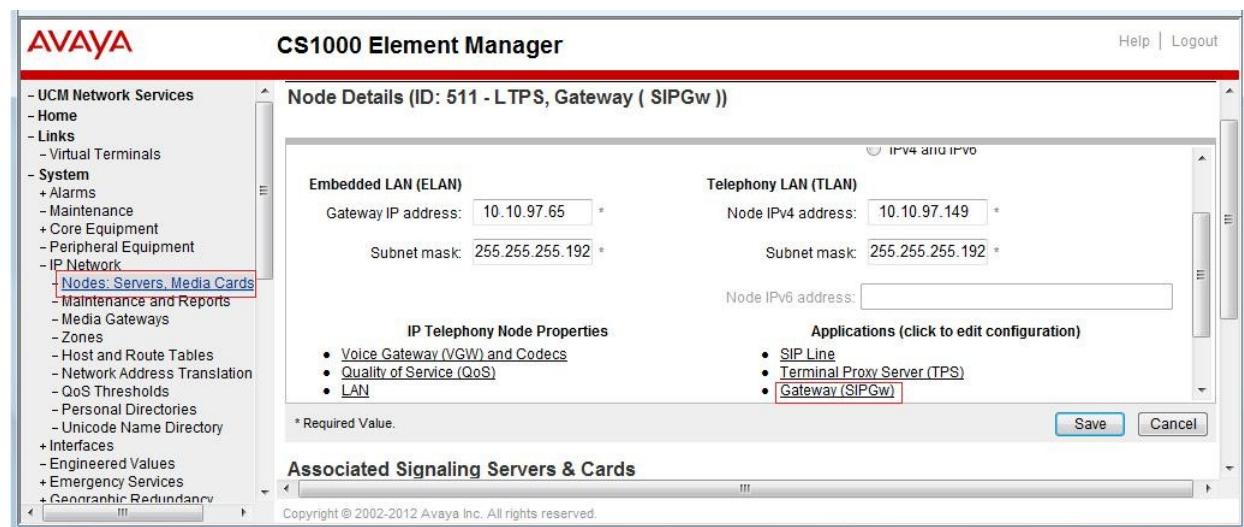 AVAYA
CS1000 Element Manager
Help | Logout
– UCM Network Services
– Home
– Links
– Virtual Terminals
– System
+ Alarms
– Maintenance
+ Core Equipment
– Peripheral Equipment
– IP Network
– Nodes: Servers, Media Cards
– Maintenance and Reports
– Media Gateways
– Zones
– Host and Route Tables
– Network Address Translation
– QoS Thresholds
– Personal Directories
– Unicode Name Directory
+ Interfaces
– Engineered Values
+ Emergency Services
+ Geographic Redundancy
Node Details (ID: 511 - LTPS, Gateway ( SIPGw ))
IPv4 and IPv6
Embedded LAN (ELAN)
Gateway IP address: 10.10.97.65 *
Subnet mask: 255.255.255.192 *
Telephony LAN (TLAN)
Node IPv4 address: 10.10.97.149 *
Subnet mask: 255.255.255.192 *
Node IPv6 address:
IP Telephony Node Properties
• Voice Gateway (VGW) and Codecs
• Quality of Service (QoS)
• LAN
Applications (click to edit configuration)
• SIP Line
• Terminal Proxy Server (TPS)
• Gateway (SIPGw)
* Required Value.
Save
Cancel
Associated Signaling Servers & Cards
Copyright © 2002-2012 Avaya Inc. All rights reserved.